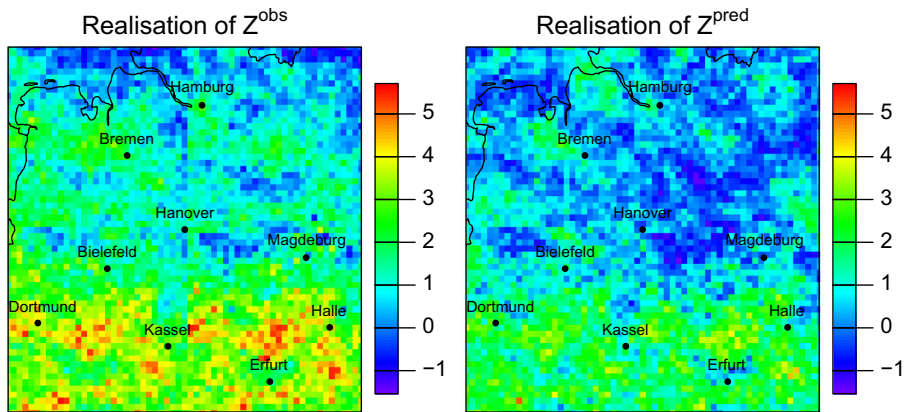 Realisation of Z^obs
Hamburg
Bremen
Hanover
Magdeburg
Bielefeld
Dortmund
Halle
Kassel
Erfurt
5
4
3
2
1
0
−1
Realisation of Z^pred
Hamburg
Bremen
Hanover
Magdeburg
Bielefeld
Dortmund
Halle
Kassel
Erfurt
5
4
3
2
1
0
−1